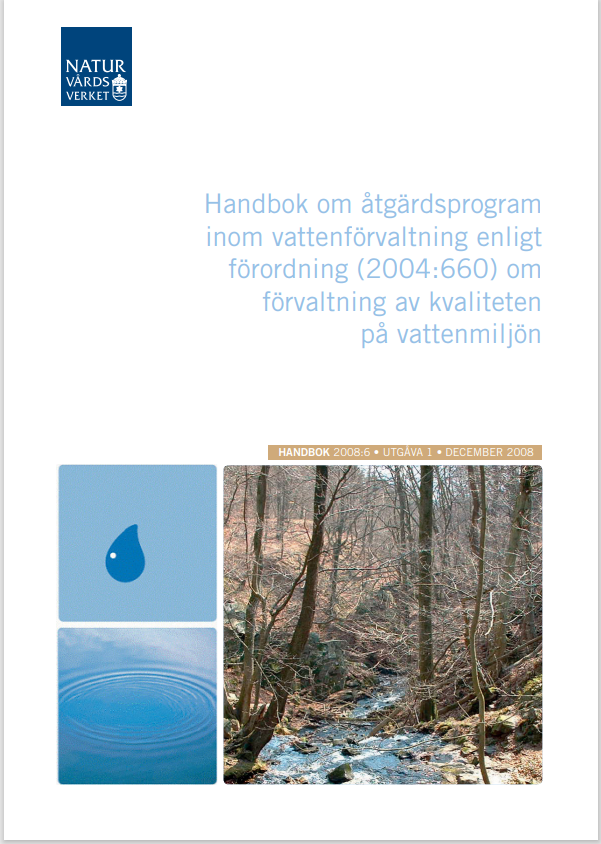 NATUR
VÅRDS
VERKET
Handbok om åtgärdsprogram
inom vattenförvaltning enligt
förordning (2004:660) om
förvaltning av kvaliteten
på vattenmiljön
HANDBOK 2008:6 • UTGÅVA 1 • DECEMBER 2008